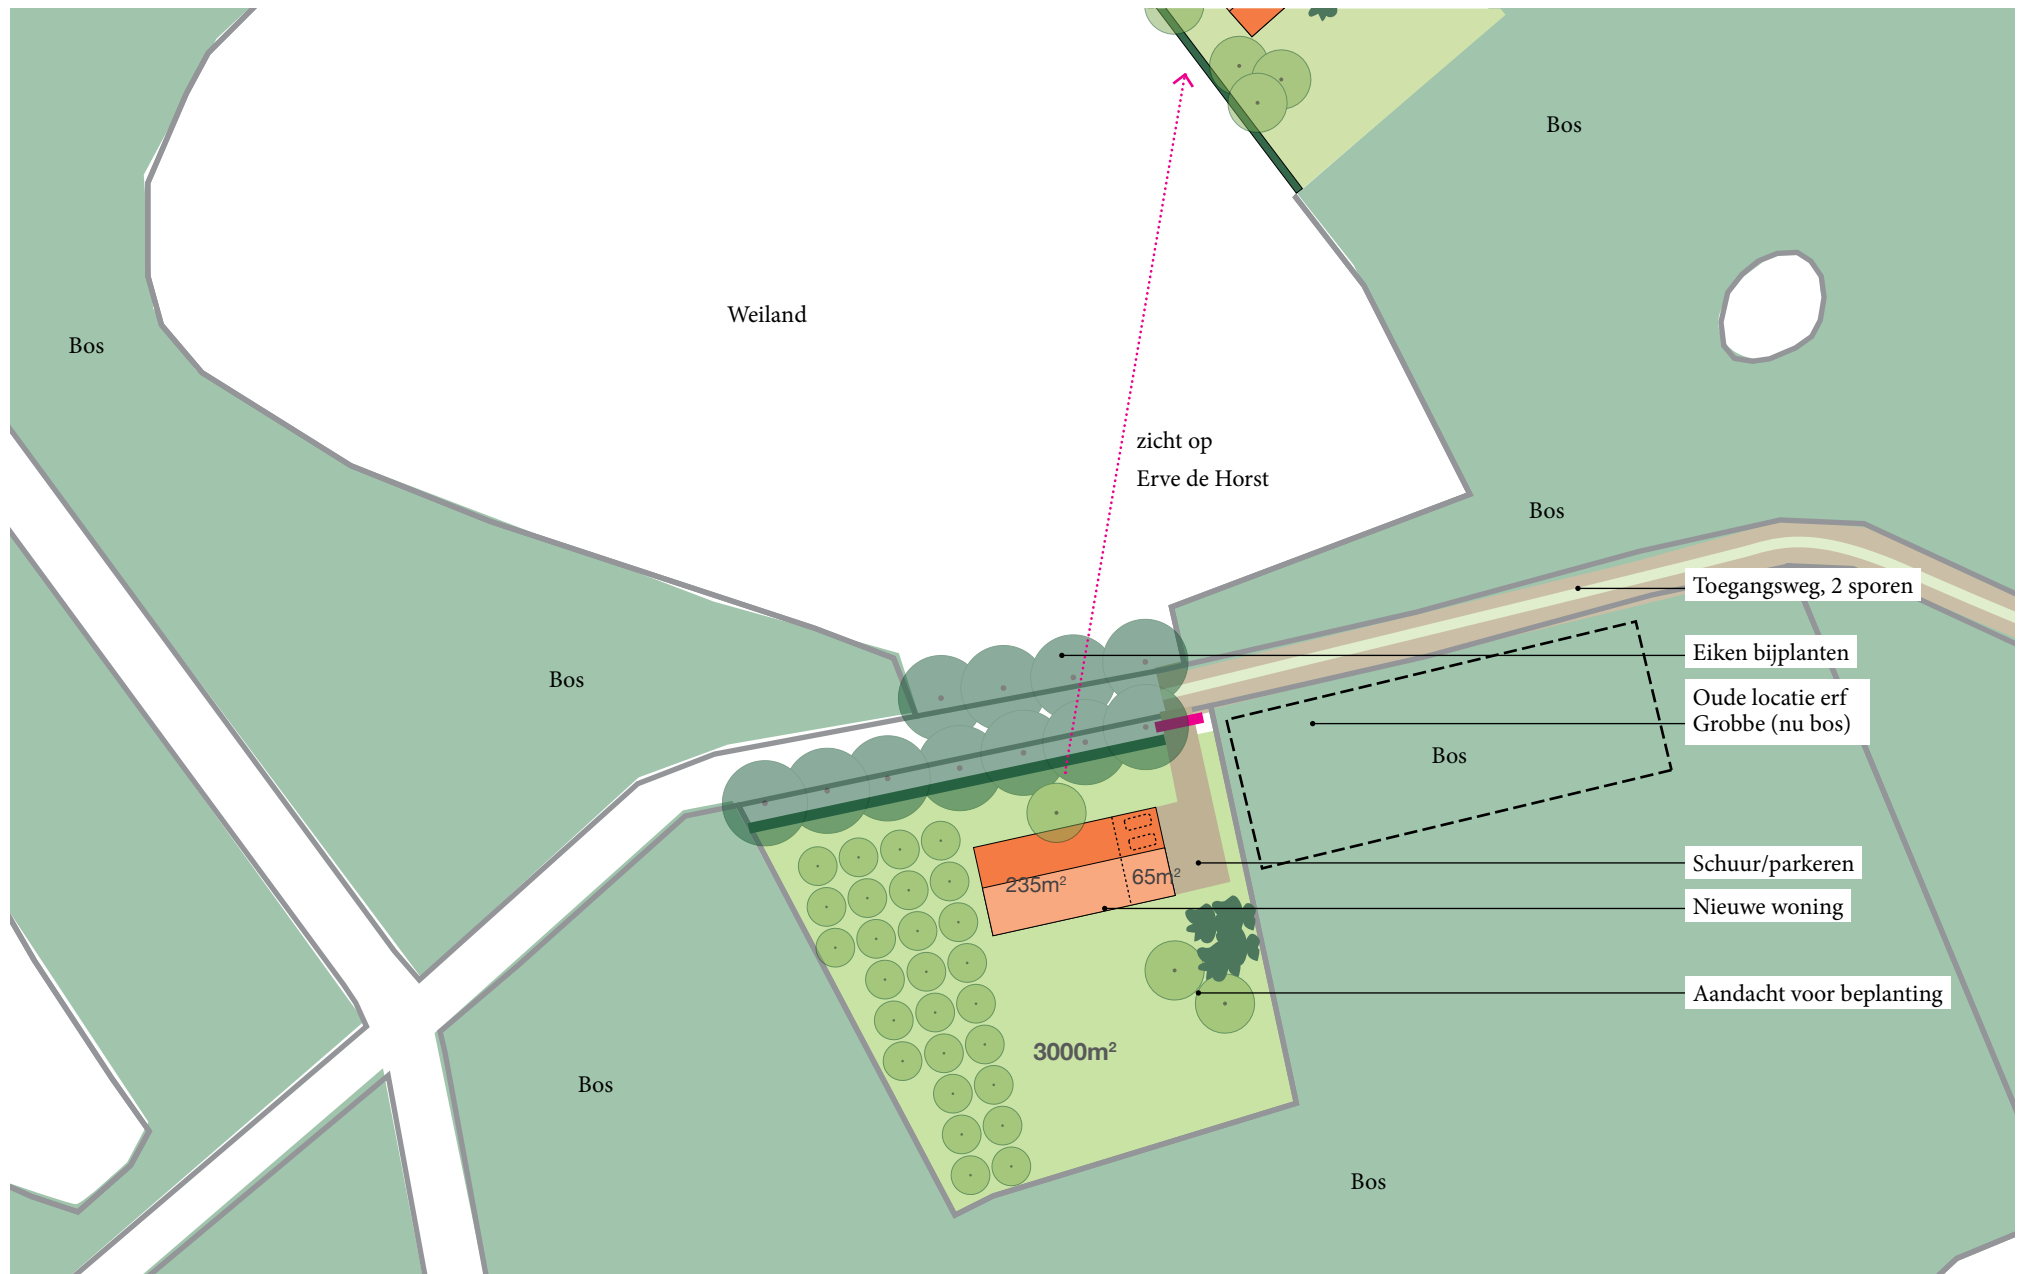 Bos
Weiland
Bos
zicht op
Erve de Horst
Bos
Toegangsweg, 2 sporen
Eiken bijplanten
Bos
Oude locatie erf
Grobbe (nu bos)
Bos
Schuur/parkeren
235m²
65m²
Nieuwe woning
Aandacht voor beplanting
3000m²
Bos
Bos